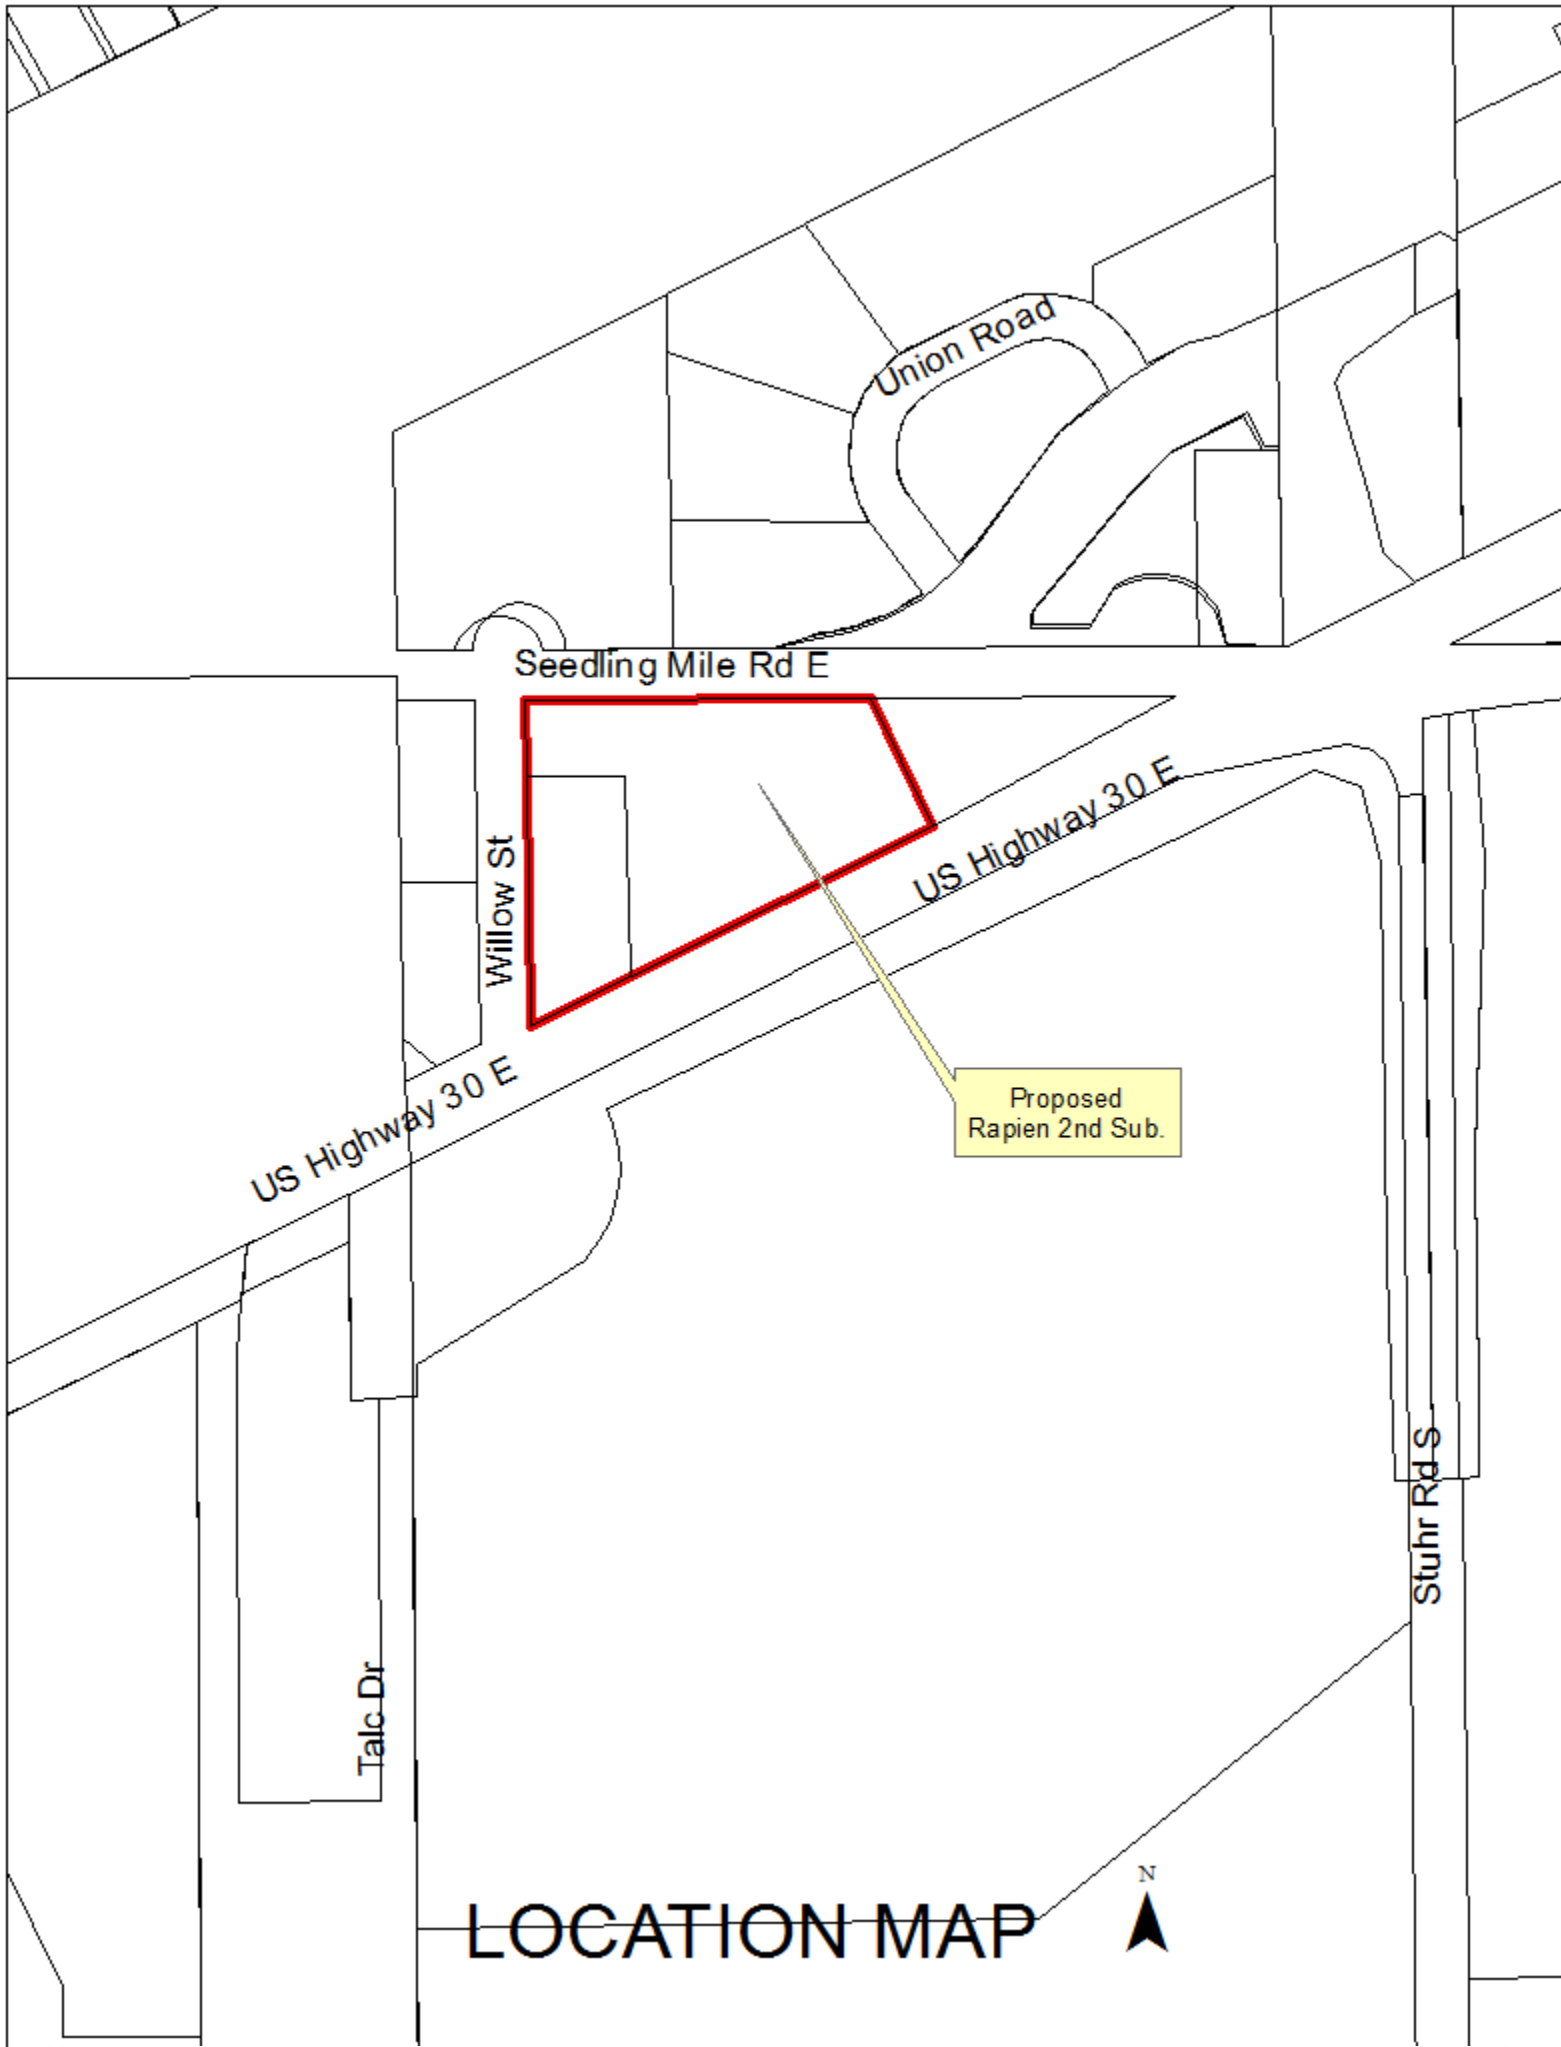 Union Road
Seedling Mile Rd E
Willow St
US Highway 30 E
US Highway 30 E
Proposed
Rapien 2nd Sub.
Stuhr Rd S
Talc Dr
N
LOCATION MAP